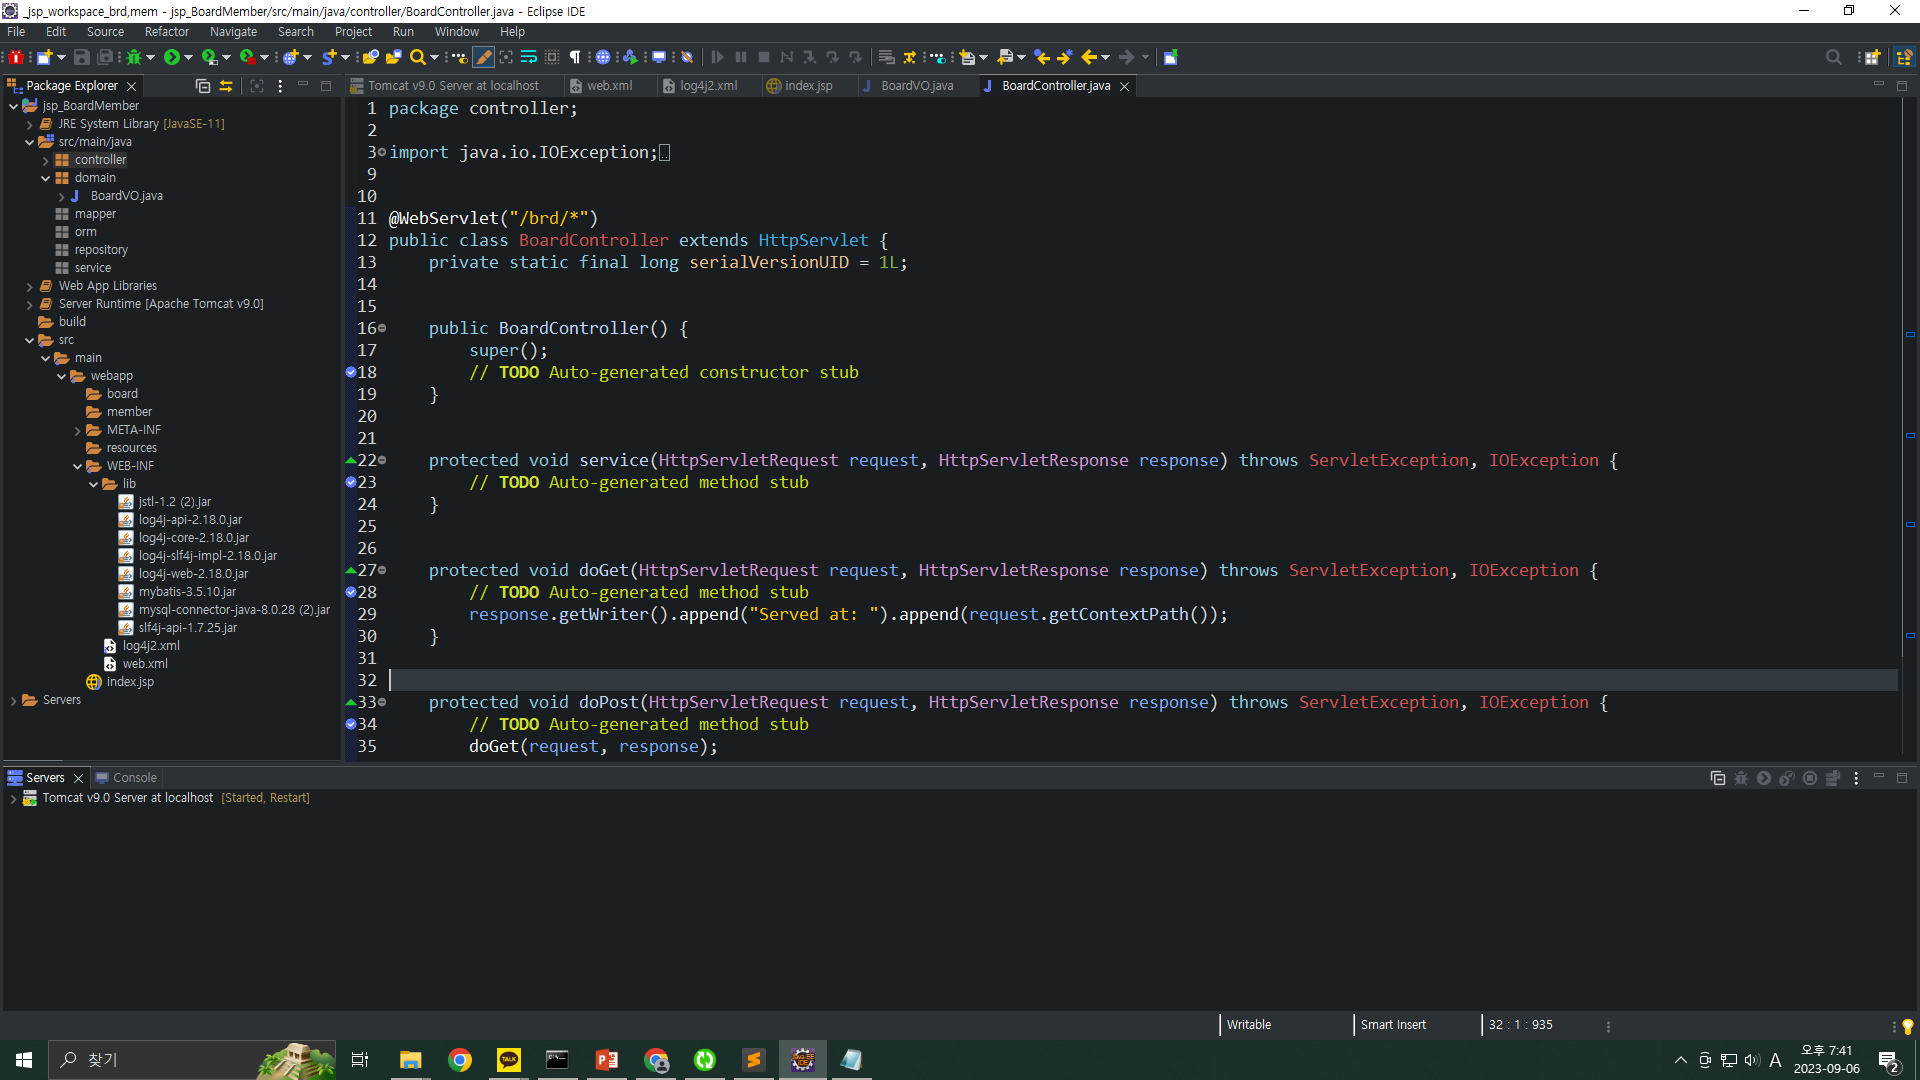 _jsp_workspace_brd,mem - jsp_BoardMember/src/main/java/controller/BoardController.java - Eclipse IDE
File Edit Source Refactor Navigate Search Project Run Window Help
Package Explorer
jsp_BoardMember
JRE System Library [JavaSE-11]
src/main/java
controller
domain
BoardVO.java
mapper
orm
repository
service
Web App Libraries
Server Runtime [Apache Tomcat v9.0]
build
src
main
webapp
board
member
META-INF
resources
WEB-INF
lib
jstl-1.2 (2).jar
log4j-api-2.18.0.jar
log4j-core-2.18.0.jar
log4j-slf4j-impl-2.18.0.jar
log4j-web-2.18.0.jar
mybatis-3.5.10.jar
mysql-connector-java-8.0.28 (2).jar
slf4j-api-1.7.25.jar
log4j2.xml
web.xml
index.jsp
Servers
Tomcat v9.0 Server at localhost web.xml log4j2.xml index.jsp BoardVO.java BoardController.java
1 package controller;
2
3 import java.io.IOException;
9
10
11 @WebServlet("/brd/*")
12 public class BoardController extends HttpServlet {
13 private static final long serialVersionUID = 1L;
14
15
16 public BoardController() {
17 super();
18 // TODO Auto-generated constructor stub
19 }
20
21
22 protected void service(HttpServletRequest request, HttpServletResponse response) throws ServletException, IOException {
23 // TODO Auto-generated method stub
24 }
25
26
27 protected void doGet(HttpServletRequest request, HttpServletResponse response) throws ServletException, IOException {
28 // TODO Auto-generated method stub
29 response.getWriter().append("Served at: ").append(request.getContextPath());
30 }
31
32
33 protected void doPost(HttpServletRequest request, HttpServletResponse response) throws ServletException, IOException {
34 // TODO Auto-generated method stub
35 doGet(request, response);
Servers Console
Tomcat v9.0 Server at localhost [Started, Restart]
Writable Smart Insert 32 : 1 : 935
찾기
TALK
A
오후 7:41
2023-09-06
2